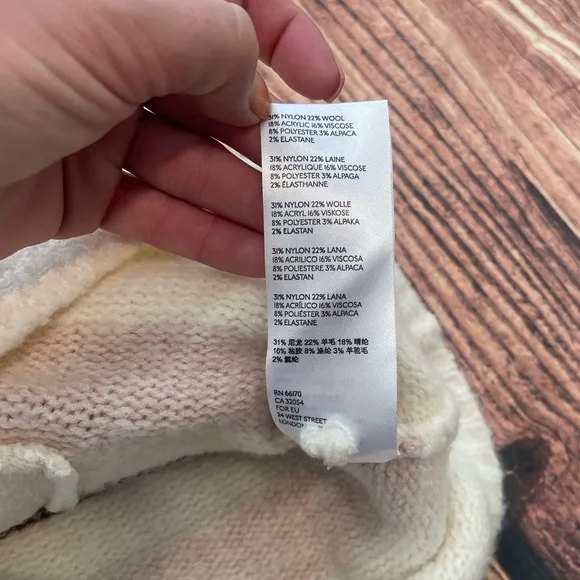 31% NYLON 22% WOOL
18% ACRYLIC 16% VISCOSE
8% POLYESTER 3% ALPACA
2% ELASTANE
31% NYLON 22% LAINE
18% ACRYLIQUE 16% VISCOSE
8% POLYESTER 3% ALPAGA
2% ÉLASTHANNE
31% NYLON 22% WOLLE
18% ACRYL 16% VISKOSE
8% POLYESTER 3% ALPAKA
2% ELASTAN
31% NYLON 22% LANA
18% ACRILICO 16% VISCOSA
8% POLIESTERE 3% ALPACA
2% ELASTAN
31% NYLON 22% LANA
18% ACRÍLICO 16% VISCOSA
8% POLIÉSTER 3% ALPACA
2% ELASTANE
31% 尼龙 22% 羊毛 18% 腈纶
16% 粘胶 8% 涤纶 3% 羊驼毛
2% 氨纶
RN 66170
CA 32054
FOR EU
24 WEST STREET
LONDON